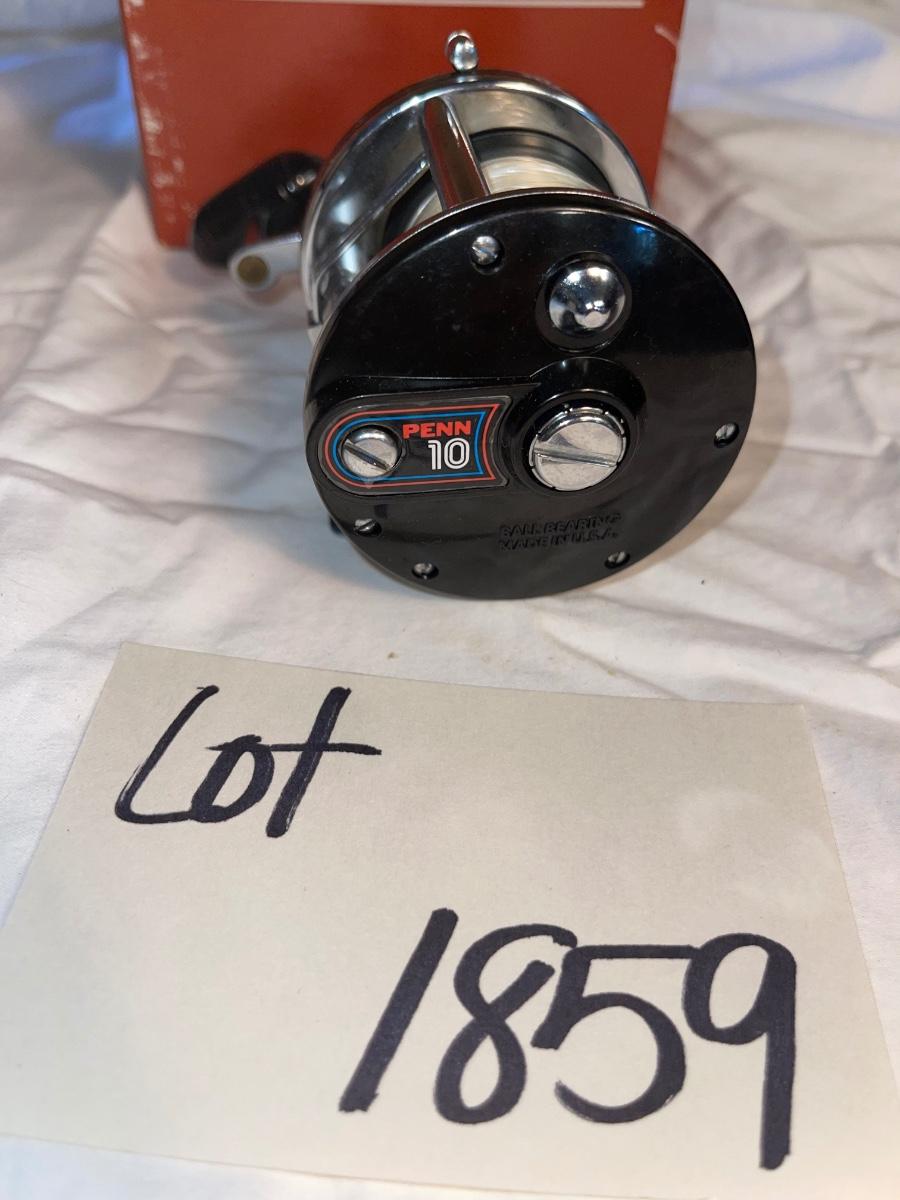 PENN
10
BALL BEARING
MADE IN U.S.A.
Lot
1859